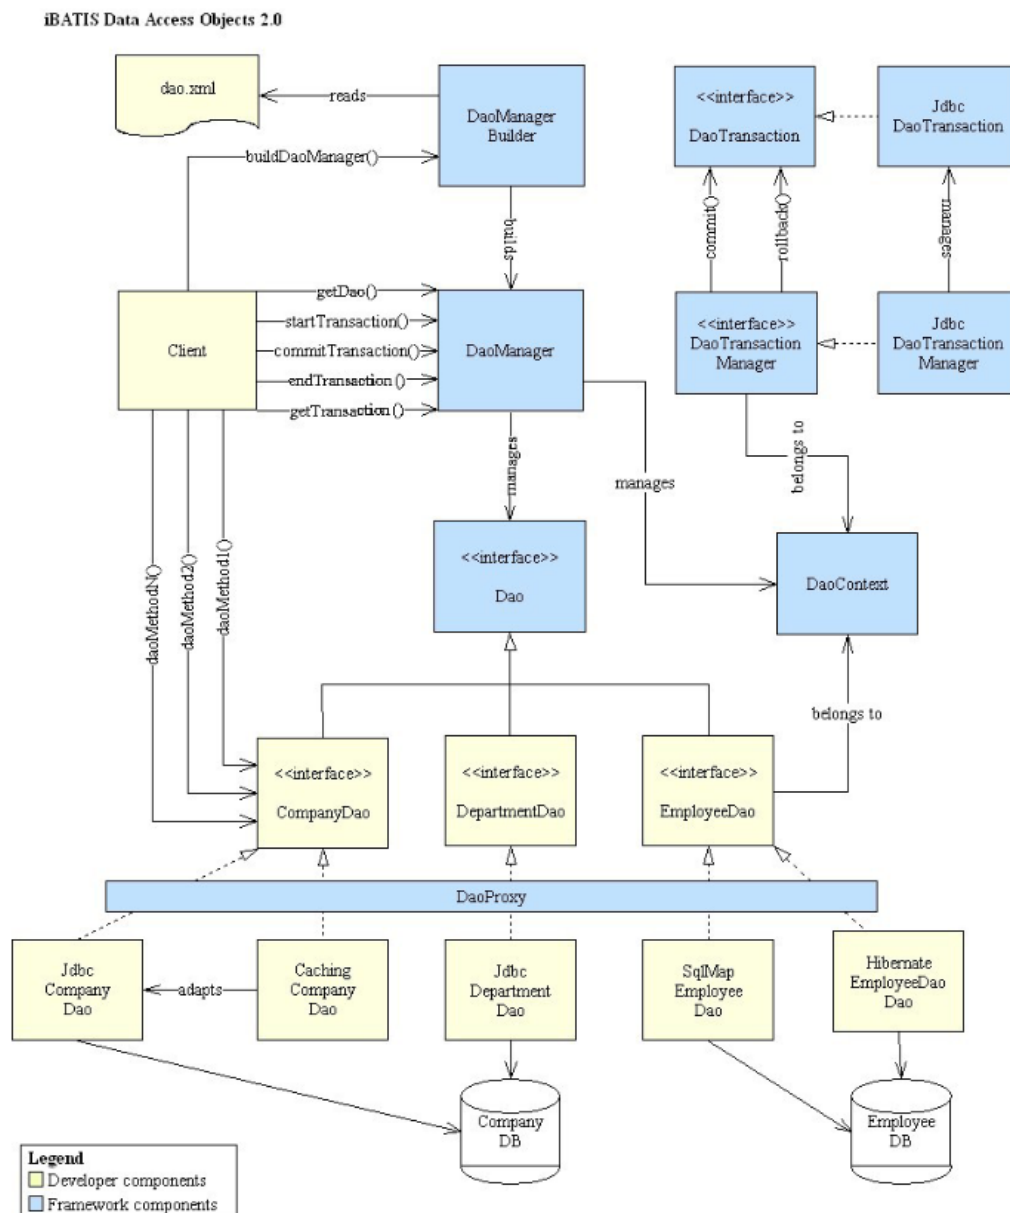 iBATIS Data Access Objects 2.0
dao.xml
reads
DaoManager
Builder
<<interface>>
DaoTransaction
Jdbc
DaoTransaction
buildDaoManager()
builds
commit()
rollback()
manages
Client
getDao()
startTransaction()
commitTransaction()
endTransaction()
getTransaction()
DaoManager
<<interface>>
DaoTransaction
Manager
Jdbc
DaoTransaction
Manager
manages
manages
belongs to
daoMethodN()
daoMethod2()
daoMethod1()
<<interface>>
Dao
DaoContext
belongs to
<<interface>>
CompanyDao
<<interface>>
DepartmentDao
<<interface>>
EmployeeDao
DaoProxy
Jdbc
Company
Dao
adapts
Caching
Company
Dao
Jdbc
Department
Dao
SqlMap
Employee
Dao
Hibernate
EmployeeDao
Dao
Company
DB
Employee
DB
Legend
Developer components
Framework components